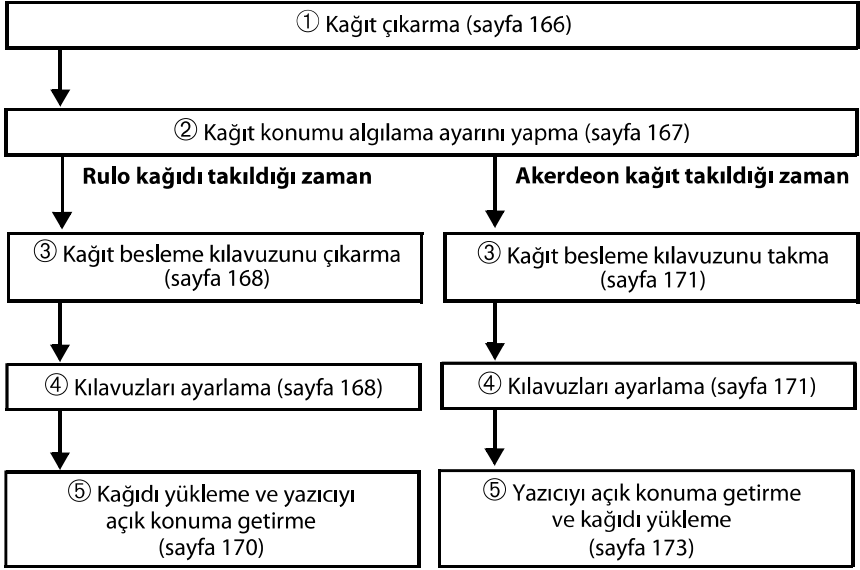 ① Kağıt çıkarma (sayfa 166)
② Kağıt konumu algılama ayarını yapma (sayfa 167)
Rulo kağıdı takıldığı zaman
③ Kağıt besleme kılavuzunu çıkarma
(sayfa 168)
④ Kılavuzları ayarlama (sayfa 168)
⑤ Kağıdı yükleme ve yazıcıyı
açık konuma getirme
(sayfa 170)
Akerdeon kağıt takıldığı zaman
③ Kağıt besleme kılavuzunu takma
(sayfa 171)
④ Kılavuzları ayarlama (sayfa 171)
⑤ Yazıcıyı açık konuma getirme
ve kağıdı yükleme
(sayfa 173)